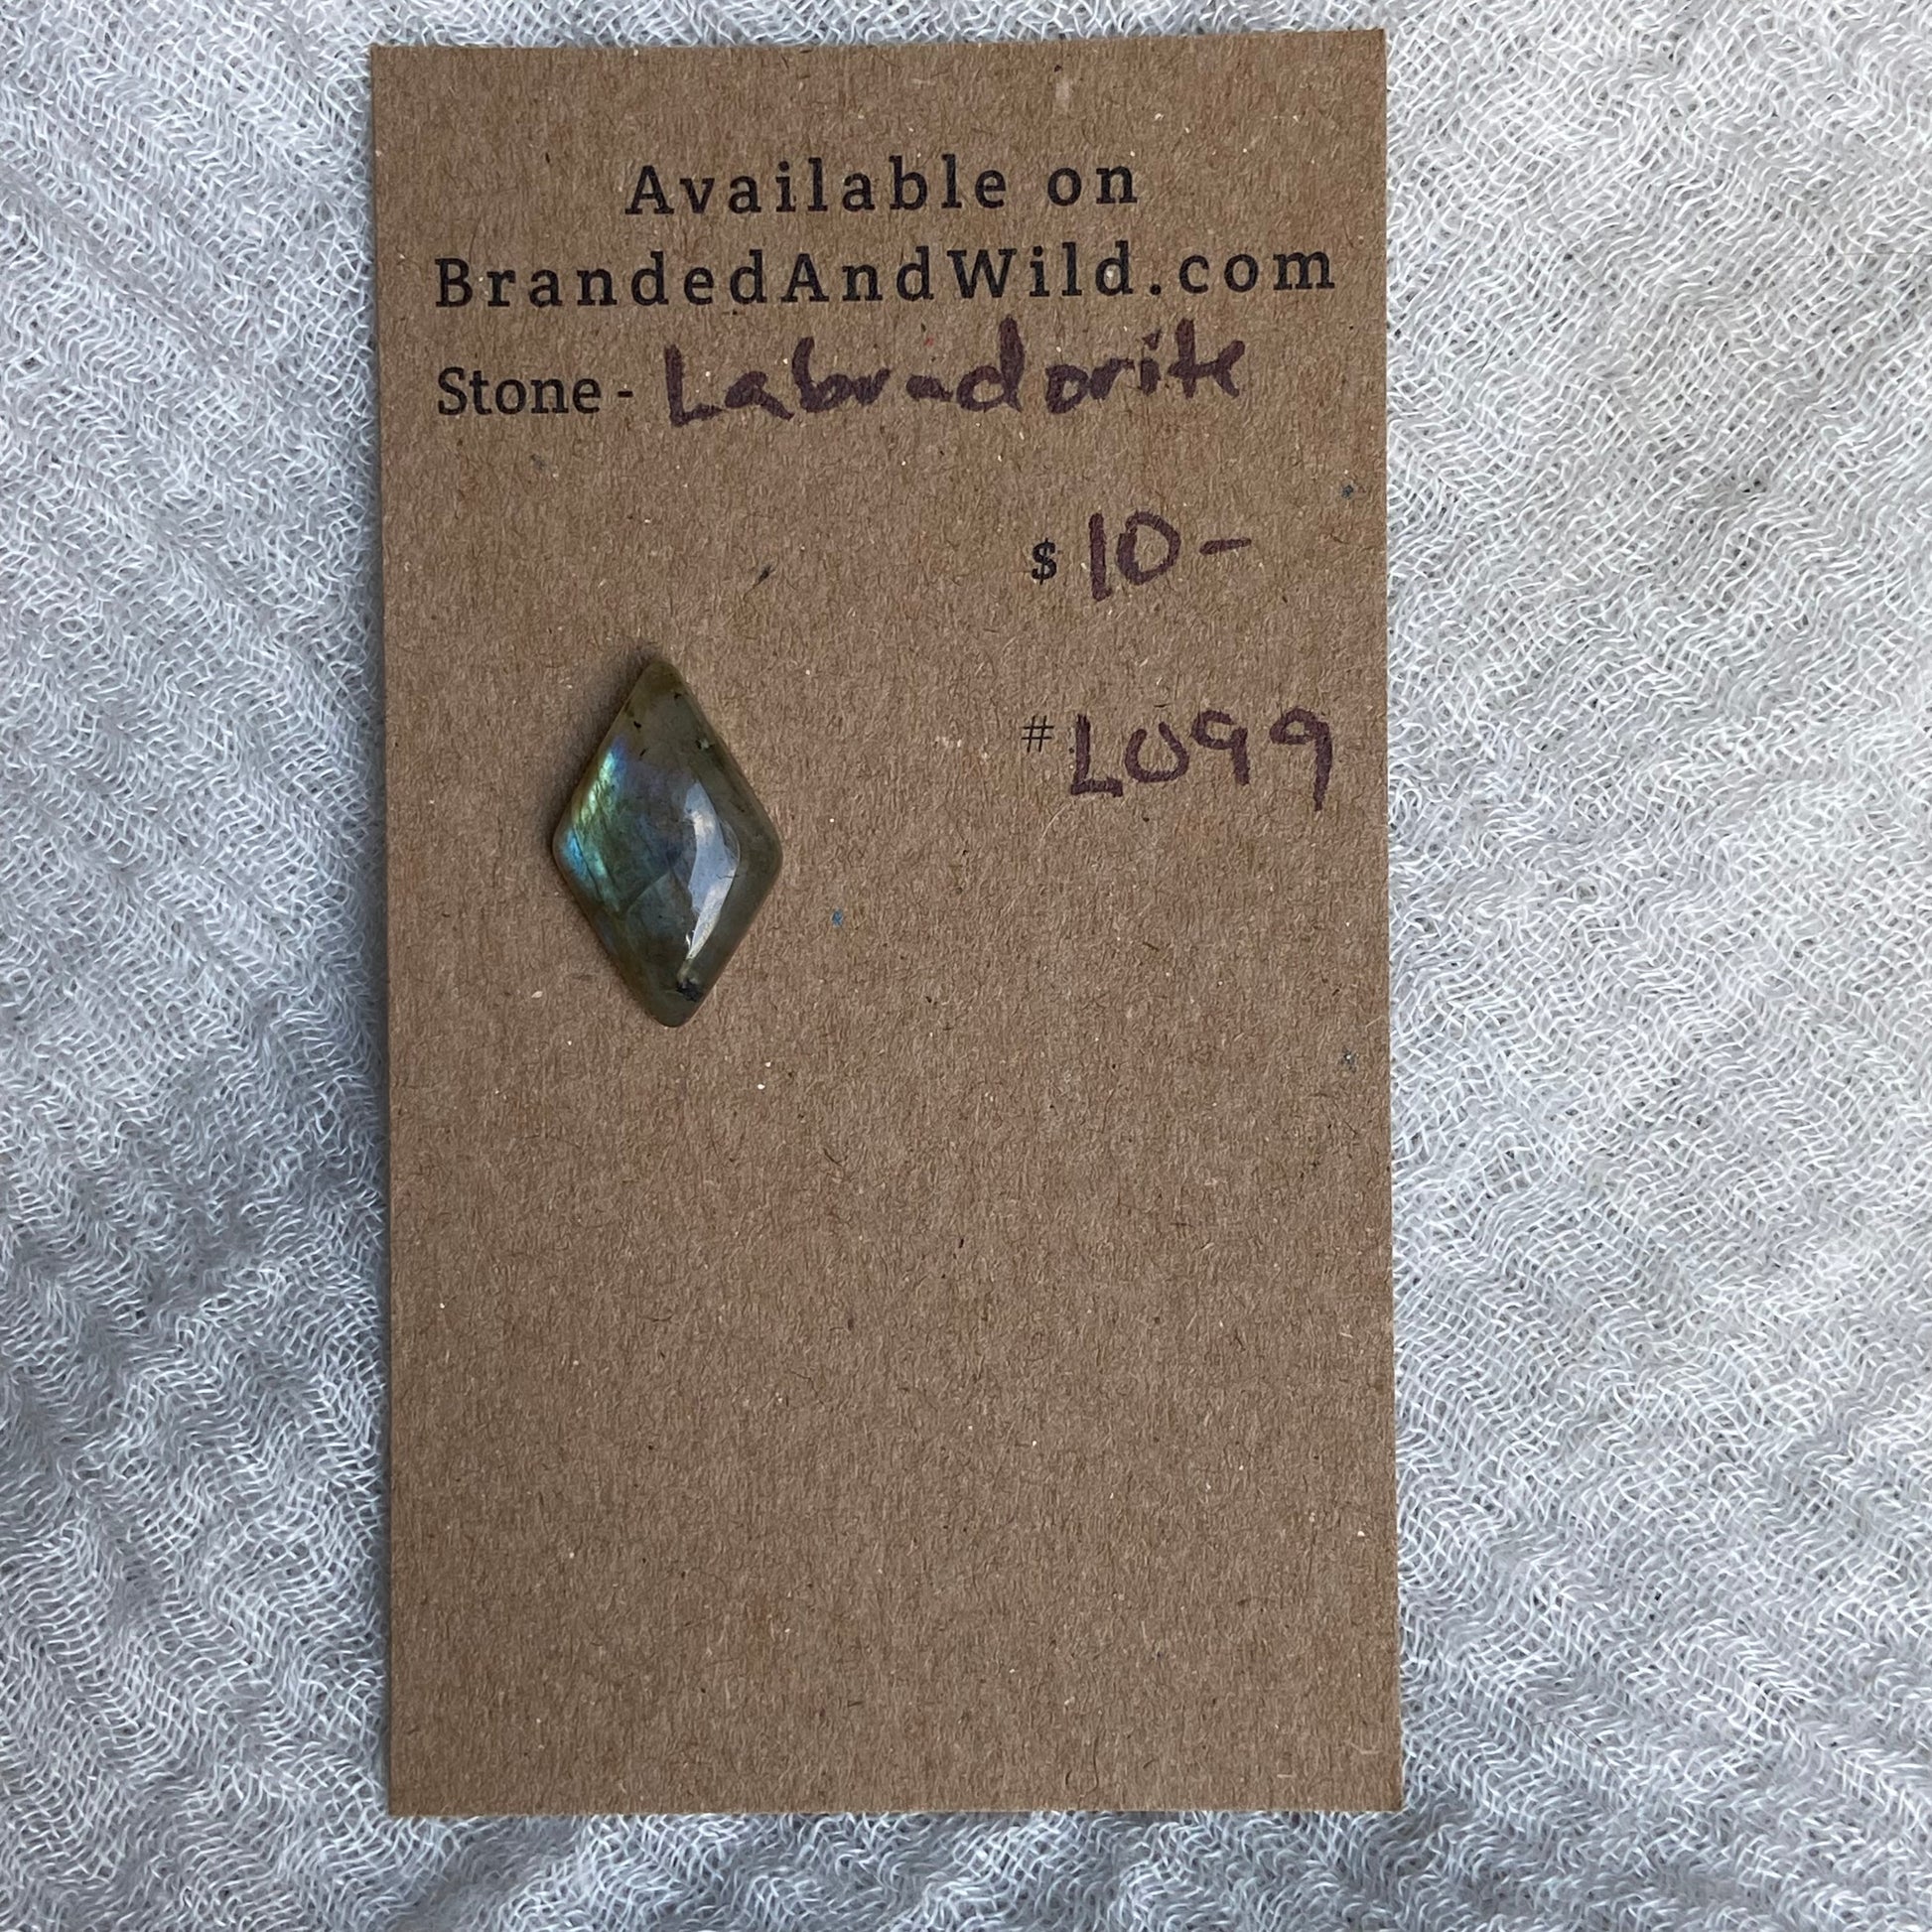 Available on
BrandedAndWild.com
Stone - Labradorite
$ 10-
# L099